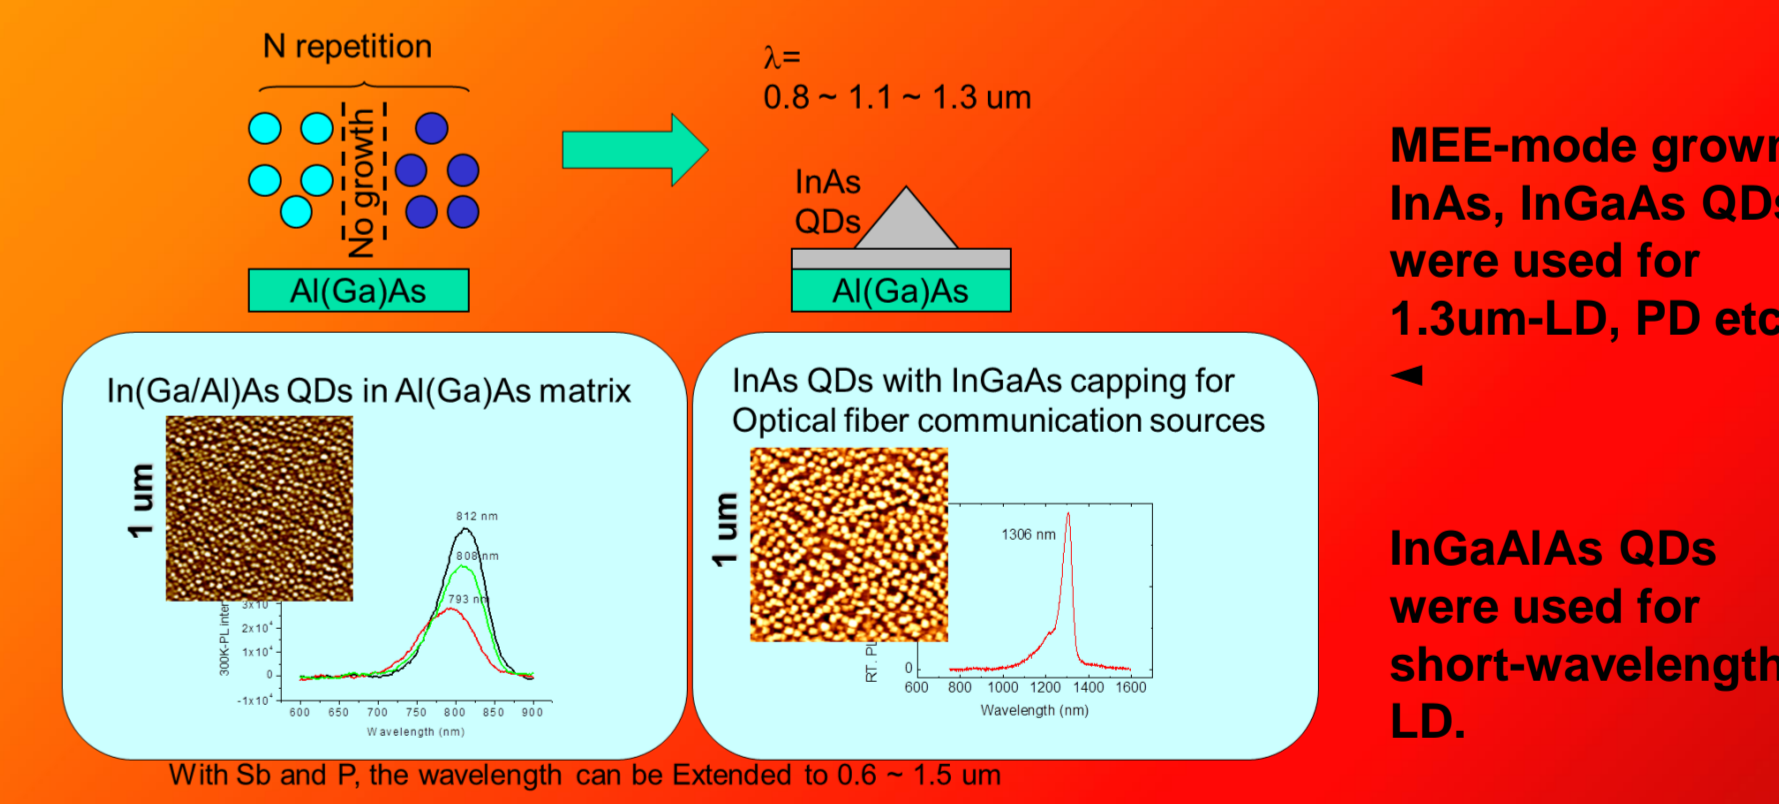 N repetition
No growth
Al(Ga)As
λ=
0.8 ~ 1.1 ~ 1.3 um
InAs
QDs
Al(Ga)As
In(Ga/Al)As QDs in Al(Ga)As matrix
1 um
812 nm
808 nm
793 nm
300K-PL
3x10
2x10⁴
1x10⁴
0
-1x10⁴
600 650 700 750 800 850 900
Wavelength (nm)
InAs QDs with InGaAs capping for
Optical fiber communication sources
1 um
1306 nm
RT. PL
0
600 800 1000 1200 1400 1600
Wavelength (nm)
With Sb and P, the wavelength can be Extended to 0.6 ~ 1.5 um
MEE-mode grown
InAs, InGaAs QDs
were used for
1.3um-LD, PD etc
◄
InGaAlAs QDs
were used for
short-wavelength
LD.